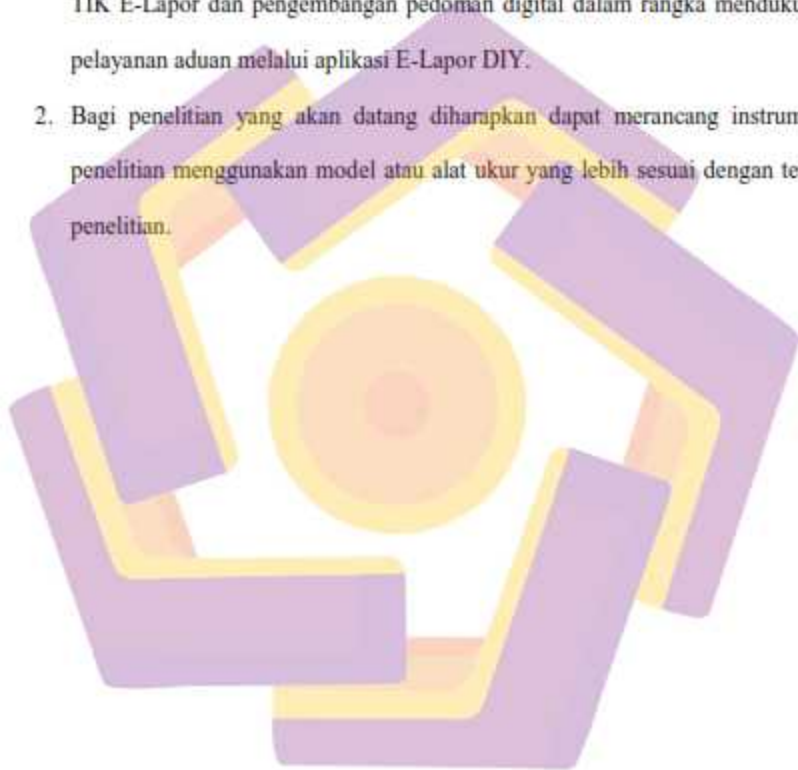 TIK E-Lapor dan pengembangan pedoman digital dalam rangka menduku
pelayanan aduan melalui aplikasi E-Lapor DIY.
2. Bagi penelitian yang akan datang diharapkan dapat merancang instrum
penelitian menggunakan model atau alat ukur yang lebih sesuai dengan te
penelitian.